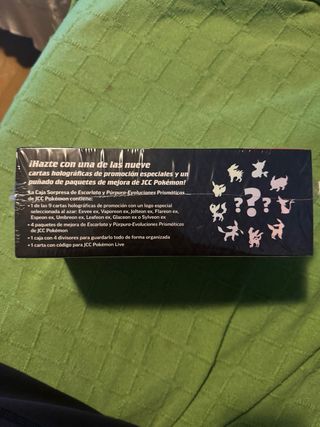 ¡Hazte con una de las nueve
cartas holográficas de promoción especiales y un
puñado de paquetes de mejora de JCC Pokémon!
La Caja Sorpresa de Escarlata y Púrpura-Evoluciones Prismáticas
de JCC Pokémon contiene:
• 1 de las 9 cartas holográficas de promoción con un logo especial
seleccionada al azar: Eevee ex, Vaporeon ex, Jolteon ex, Flareon ex,
Espeon ex, Umbreon ex, Leafeon ex, Glaceon ex o Sylveon ex
• 4 paquetes de mejora de Escarlata y Púrpura-Evoluciones Prismáticas
de JCC Pokémon
• 1 caja con 4 divisores para guardarlo todo de forma organizada
• 1 carta con código para JCC Pokémon Live
???